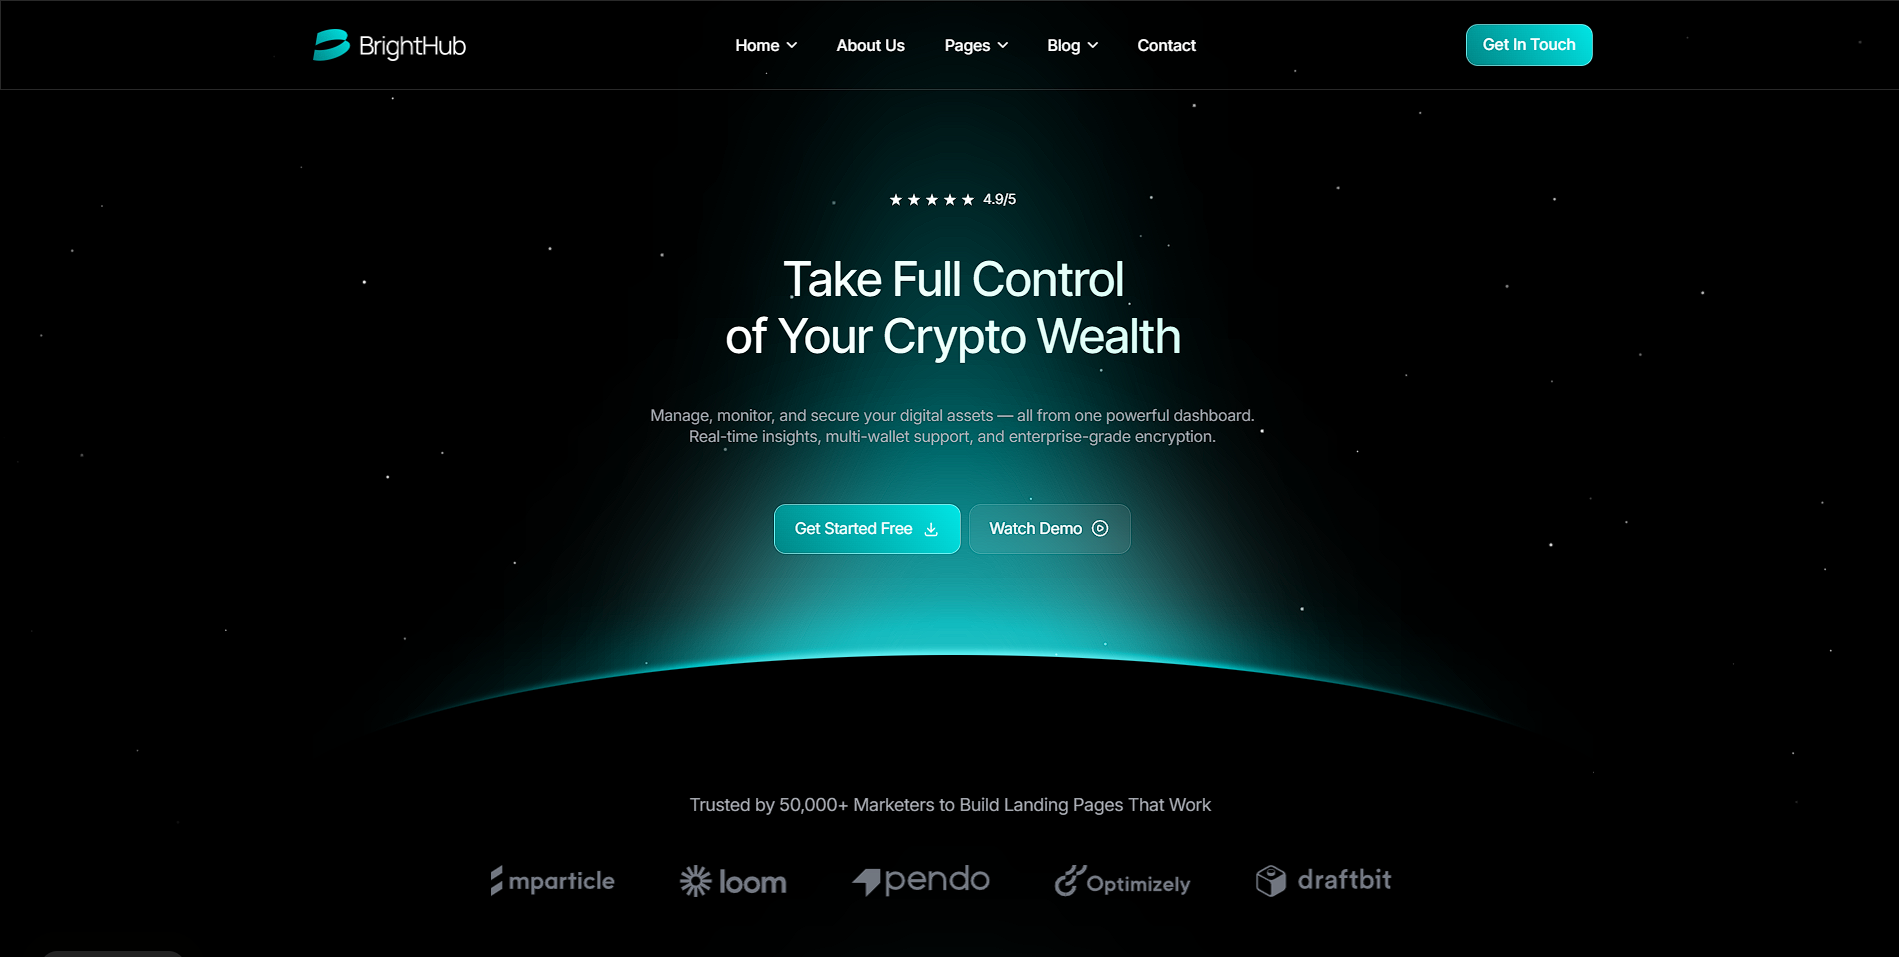 BrightHub
Home
About Us
Pages
Blog
Contact
Get In Touch
4.9/5
Take Full Control
of Your Crypto Wealth
Manage, monitor, and secure your digital assets — all from one powerful dashboard.
Real-time insights, multi-wallet support, and enterprise-grade encryption.
Get Started Free
Watch Demo
Trusted by 50,000+ Marketers to Build Landing Pages That Work
mparticle
loom
pendo
Optimizely
draftbit